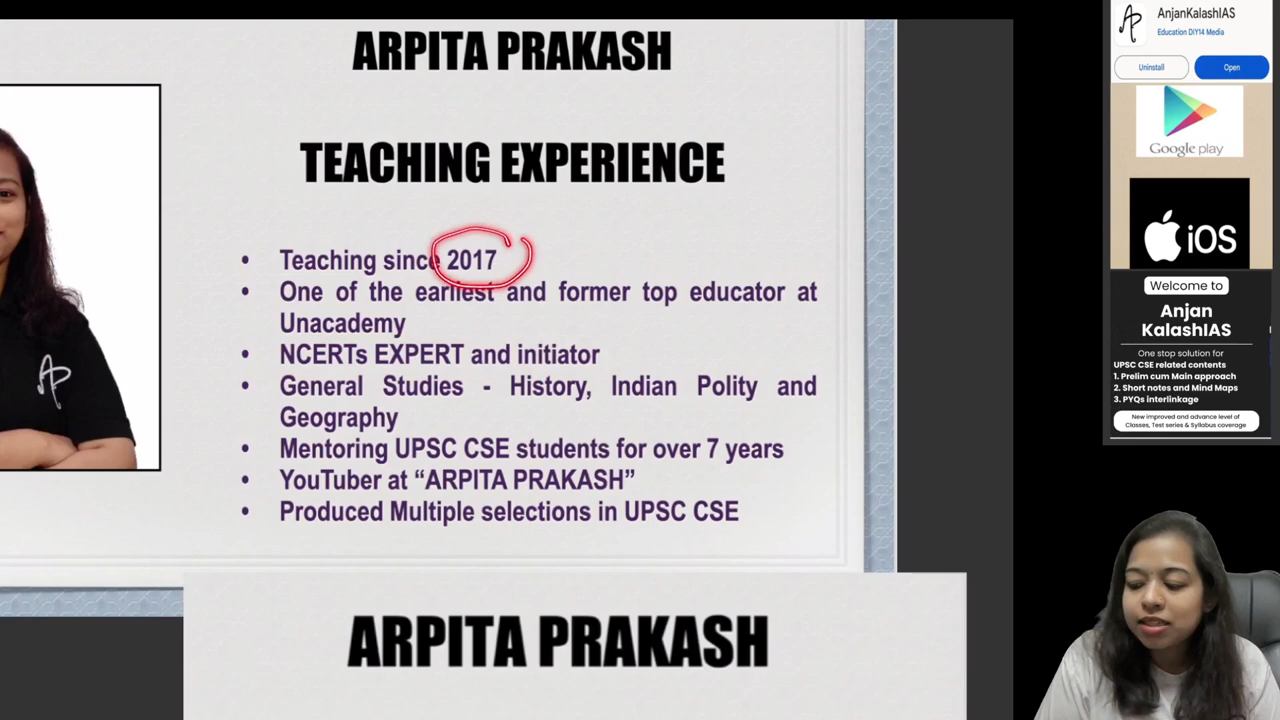 ARPITA PRAKASH
TEACHING EXPERIENCE
• Teaching since 2017
• One of the earliest and former top educator at
Unacademy
• NCERTs EXPERT and initiator
• General Studies - History, Indian Polity and
Geography
• Mentoring UPSC CSE students for over 7 years
• YouTuber at “ARPITA PRAKASH”
• Produced Multiple selections in UPSC CSE
ARPITA PRAKASH
AP
AP
AnjanKalashIAS
Education DIY14 Media
Uninstall
Open
Google play
iOS
Welcome to
Anjan
KalashIAS
One stop solution for
UPSC CSE related contents
1. Prelim cum Main approach
2. Short notes and Mind Maps
3. PYQs interlinkage
New improved and advance level of
Classes, Test series & Syllabus coverage